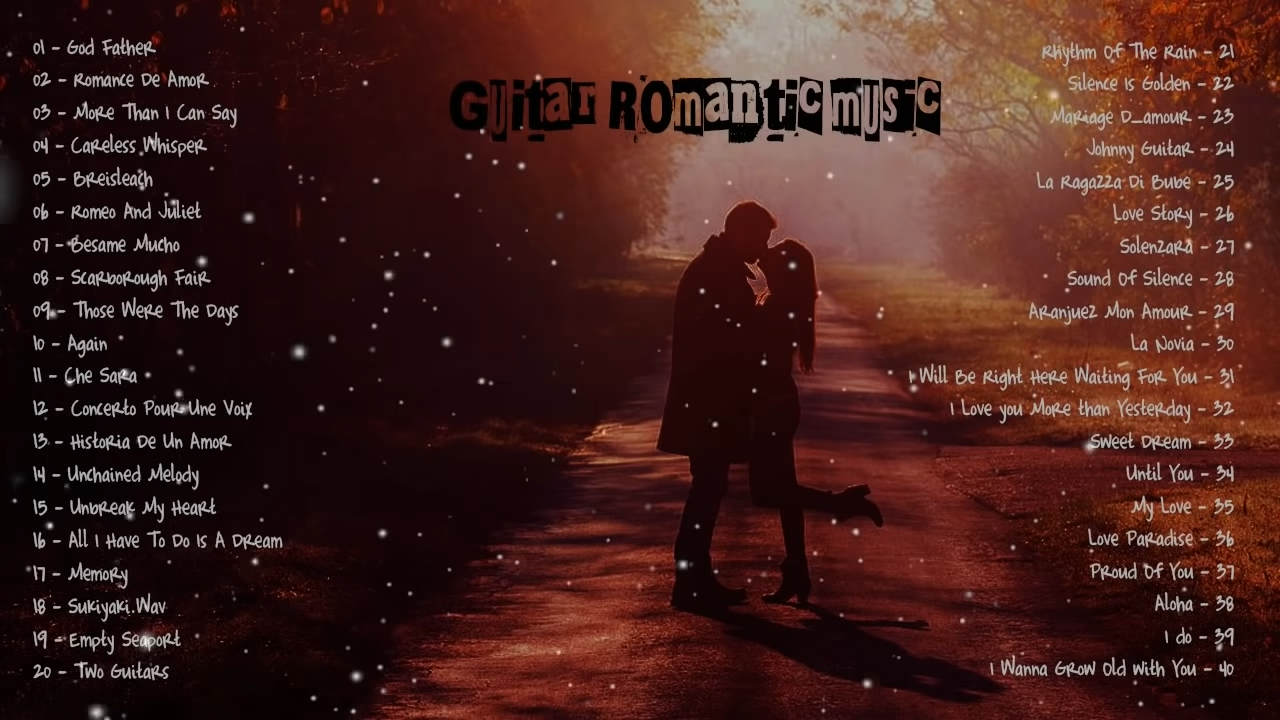 Guitar Romantic music
01 - God Father
02 - Romance De Amor
03 - More Than I Can Say
04 - Careless Whisper
05 - Breisleach
06 - Romeo And Juliet
07 - Besame Mucho
08 - Scarborough Fair
09 - Those Were The Days
10 - Again
11 - Che Sara
12 - Concerto Pour Une Voix
13 - Historia De Un Amor
14 - Unchained Melody
15 - Unbreak My Heart
16 - All I Have To Do Is A Dream
17 - Memory
18 - Sukiyaki.Wav
19 - Empty Seaport
20 - Two Guitars
Rhythm Of The Rain - 21
Silence Is Golden - 22
Mariage D_amour - 23
Johnny Guitar - 24
La Ragazza Di Bube - 25
Love Story - 26
Solenzara - 27
Sound Of Silence - 28
Aranjuez Mon Amour - 29
La Novia - 30
I Will Be Right Here Waiting For You - 31
I Love you More than Yesterday - 32
Sweet Dream - 33
Until You - 34
My Love - 35
Love Paradise - 36
Proud Of You - 37
Aloha - 38
I do - 39
I Wanna Grow Old with You - 40